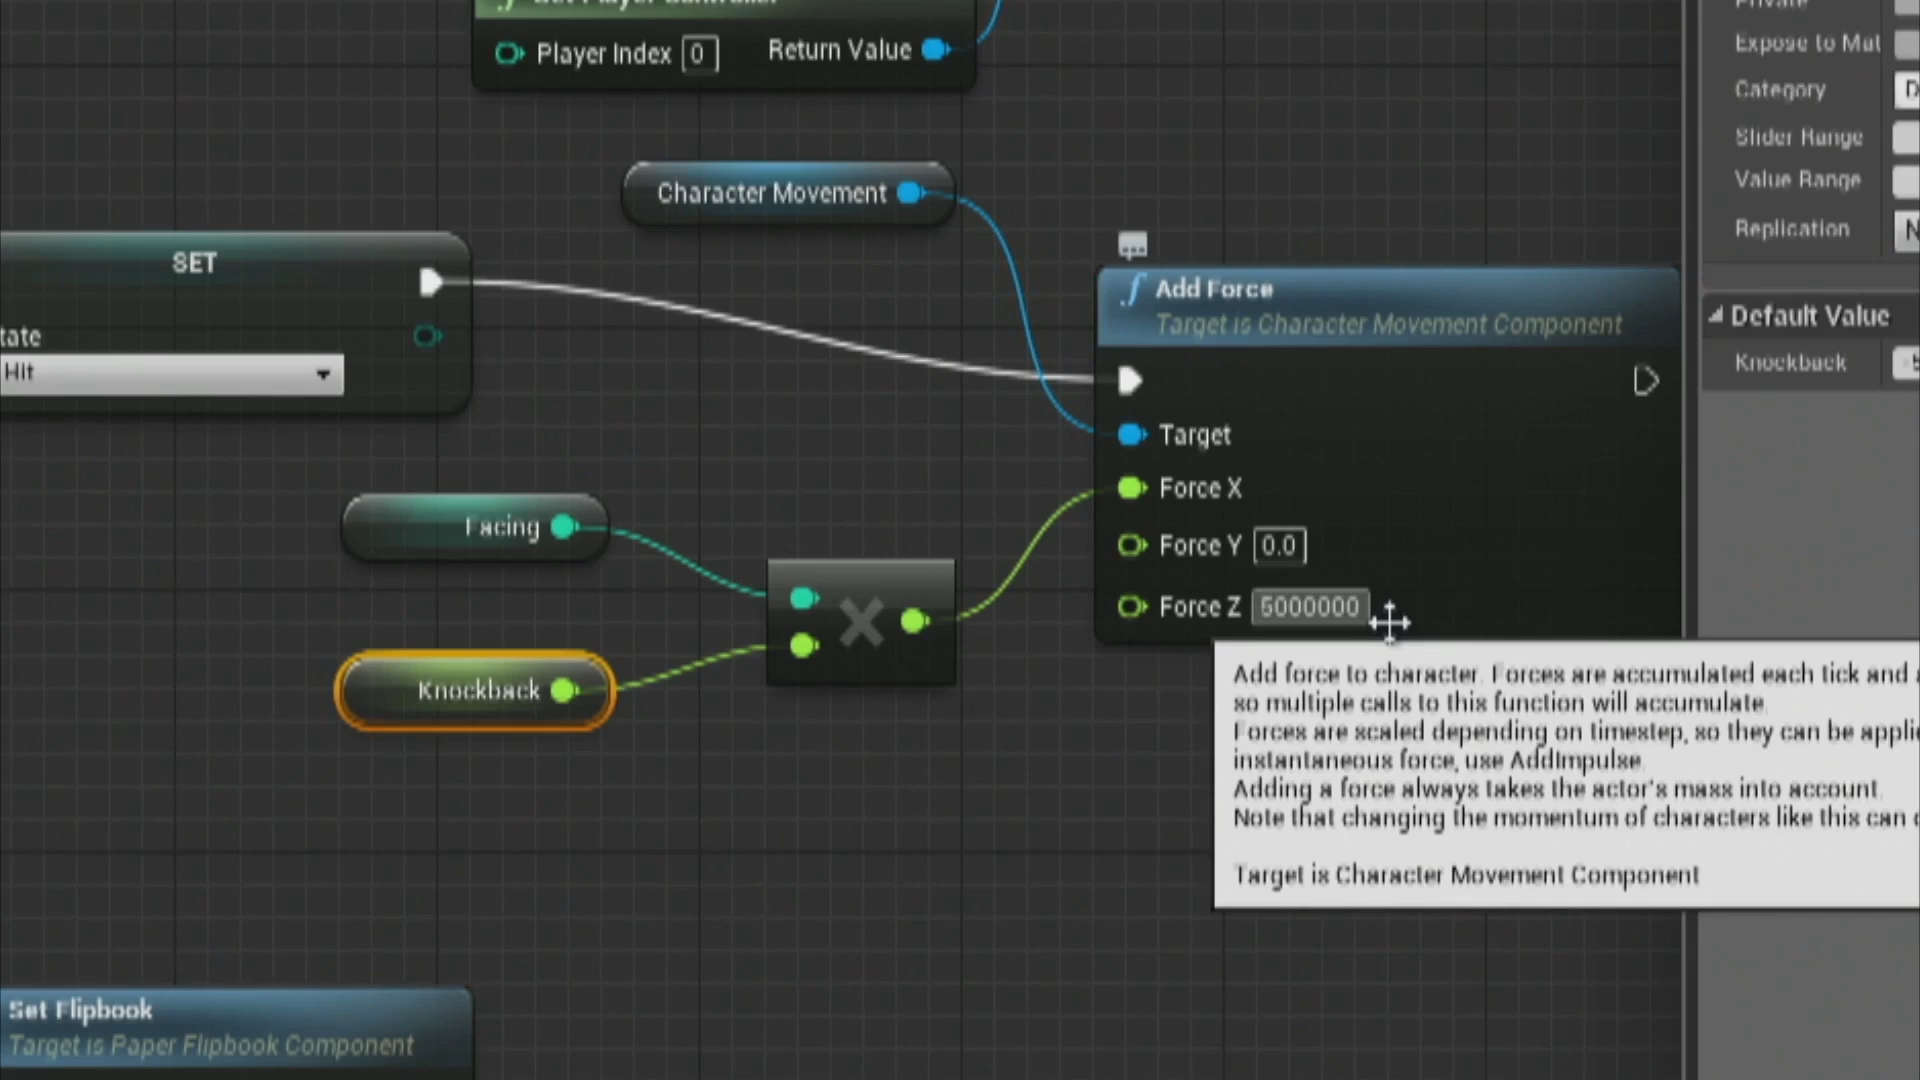 Player Index 0 Return Value
Private
Expose to Mat
Category D
Slider Range
Value Range
Replication N
Character Movement
SET
tate
Hit
Add Force
Target is Character Movement Component
Default Value
Knockback
Target
Force X
Force Y 0.0
Force Z 5000000
Facing
Knockback
Add force to character. Forces are accumulated each tick and a
so multiple calls to this function will accumulate.
Forces are scaled depending on timestep, so they can be applie
instantaneous force, use AddImpulse.
Adding a force always takes the actor's mass into account.
Note that changing the momentum of characters like this can c
Target is Character Movement Component
Set Flipbook
Target is Paper Flipbook Component